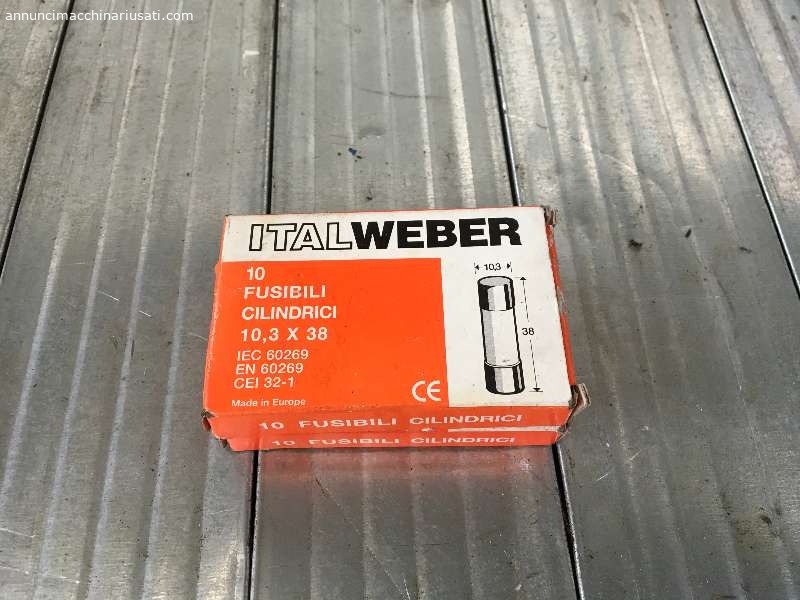 annuncimacchinariusati.com
ITALWEBER
10
FUSIBILI
CILINDRICI
10,3 X 38
IEC 60269
EN 60269
CEI 32-1
Made in Europe
CE
10,3
38
10 FUSIBILI CILINDRICI
10 FUSIBILI CILINDRICI